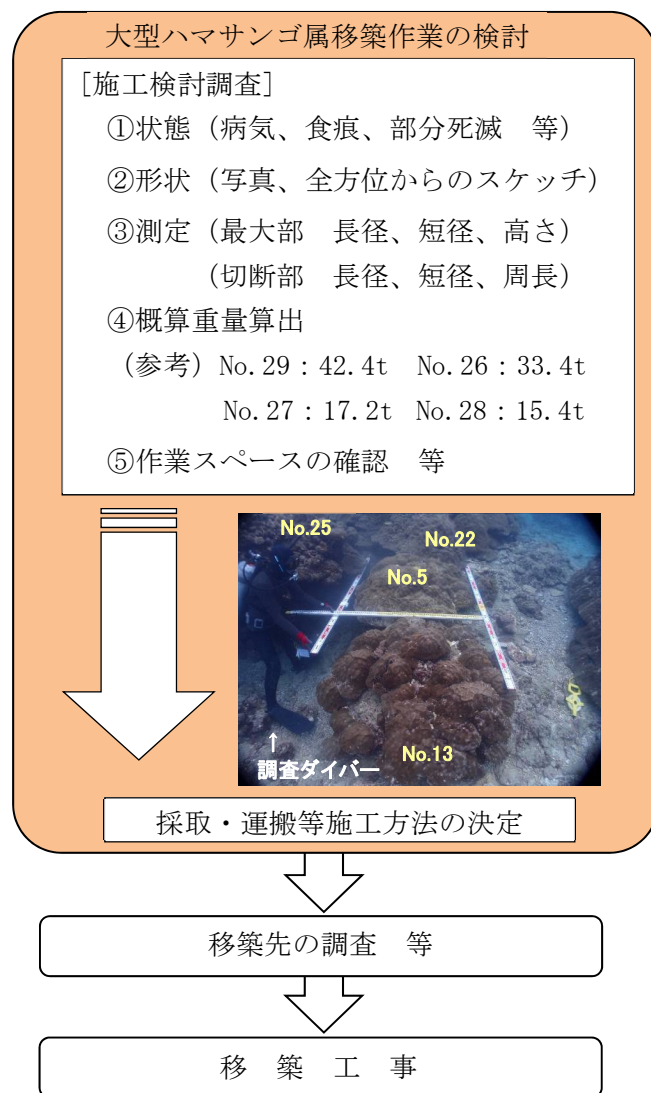 大型ハマサンゴ属移築作業の検討
[施工検討調査]
①状態（病気、食痕、部分死滅　等）
②形状（写真、全方位からのスケッチ）
③測定（最大部　長径、短径、高さ）
（切断部　長径、短径、周長）
④概算重量算出
（参考）No.29：42.4t　No.26：33.4t
No.27：17.2t　No.28：15.4t
⑤作業スペースの確認　等
No.25
No.22
No.5
No.13
↑
調査ダイバー
採取・運搬等施工方法の決定
移築先の調査　等
移　築　工　事